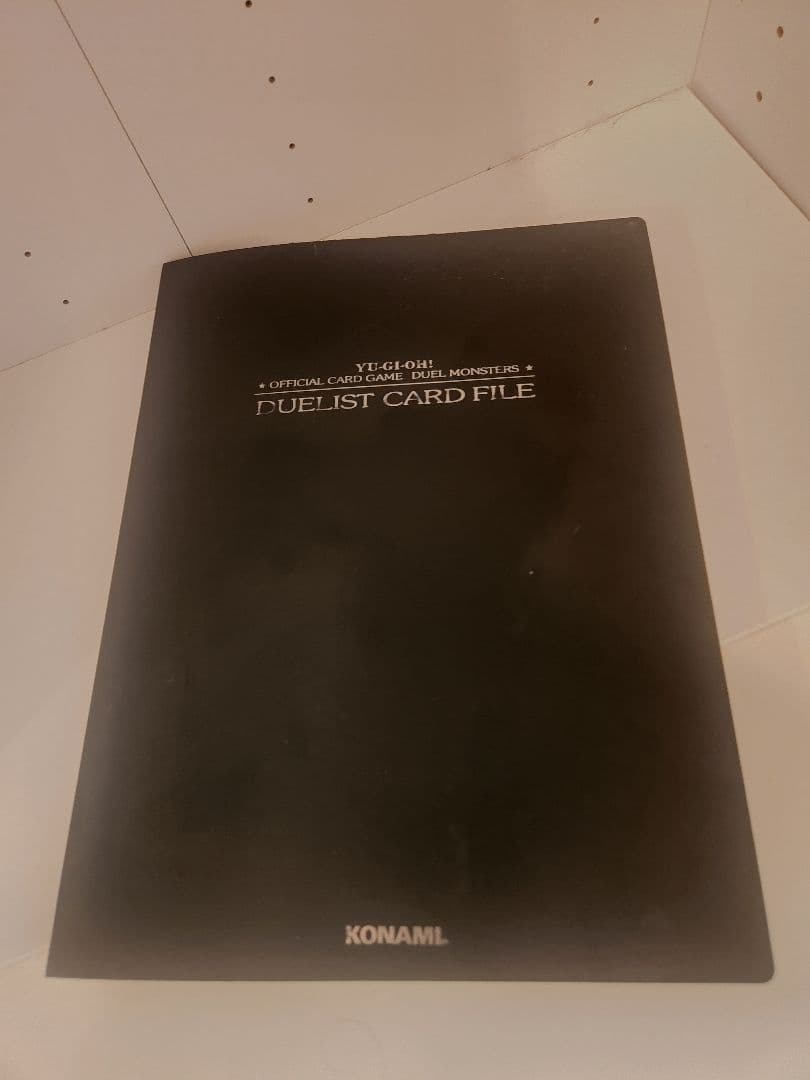 YU-GI-OH!
★ OFFICIAL CARD GAME DUEL MONSTERS ★
DUELIST CARD FILE
KONAMI.